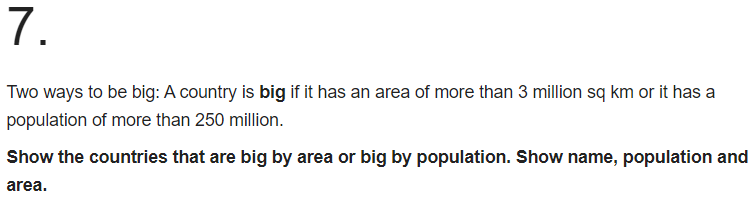 7.
Two ways to be big: A country is big if it has an area of more than 3 million sq km or it has a
population of more than 250 million.
Show the countries that are big by area or big by population. Show name, population and
area.